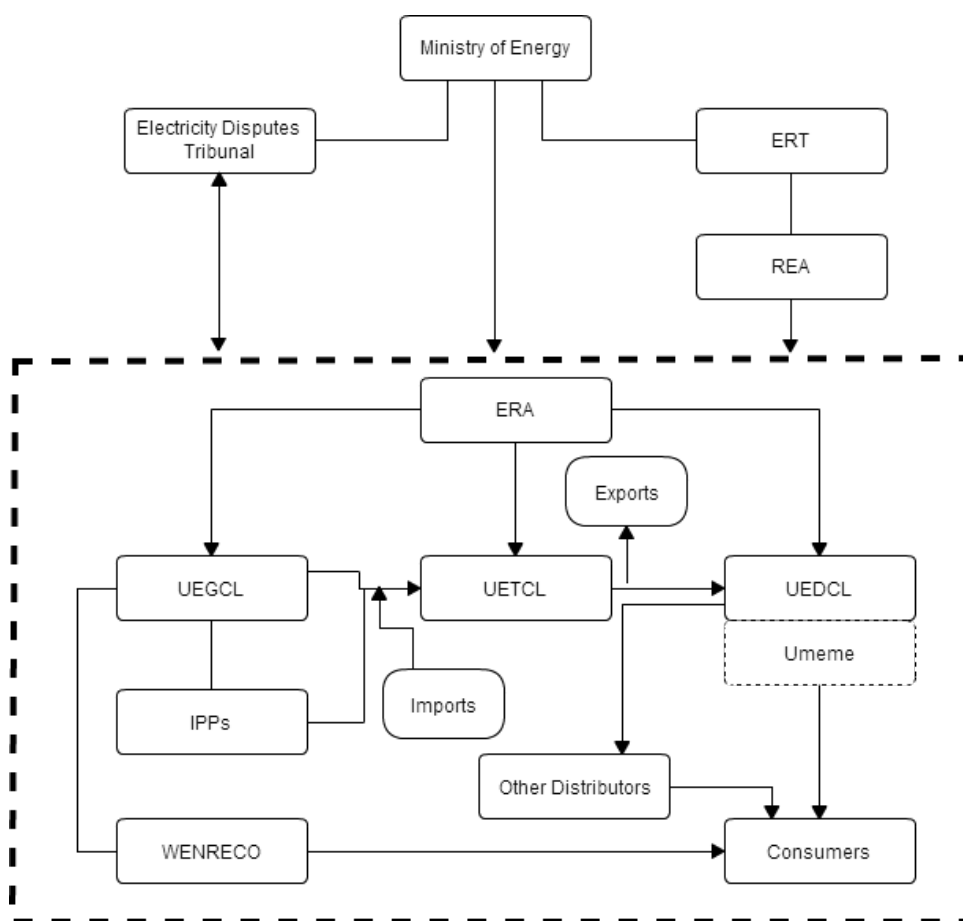 Ministry of Energy
Electricity Disputes
Tribunal
ERT
REA
ERA
Exports
UEGCL
UETCL
UEDCL
Umeme
IPPs
Imports
Other Distributors
WENRECO
Consumers